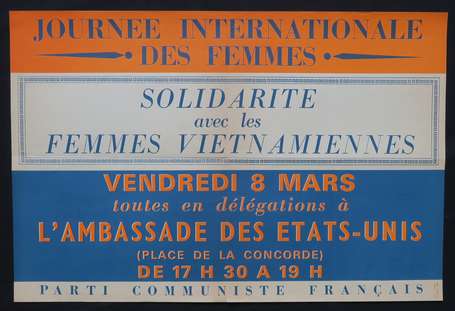 JOURNEE INTERNATIONALE
DES FEMMES
SOLIDARITE
avec les
FEMMES VIETNAMIENNES
VENDREDI 8 MARS
toutes en délégations à
L'AMBASSADE DES ETATS-UNIS
(PLACE DE LA CONCORDE)
DE 17 H 30 A 19 H
PARTI COMMUNISTE FRANÇAIS